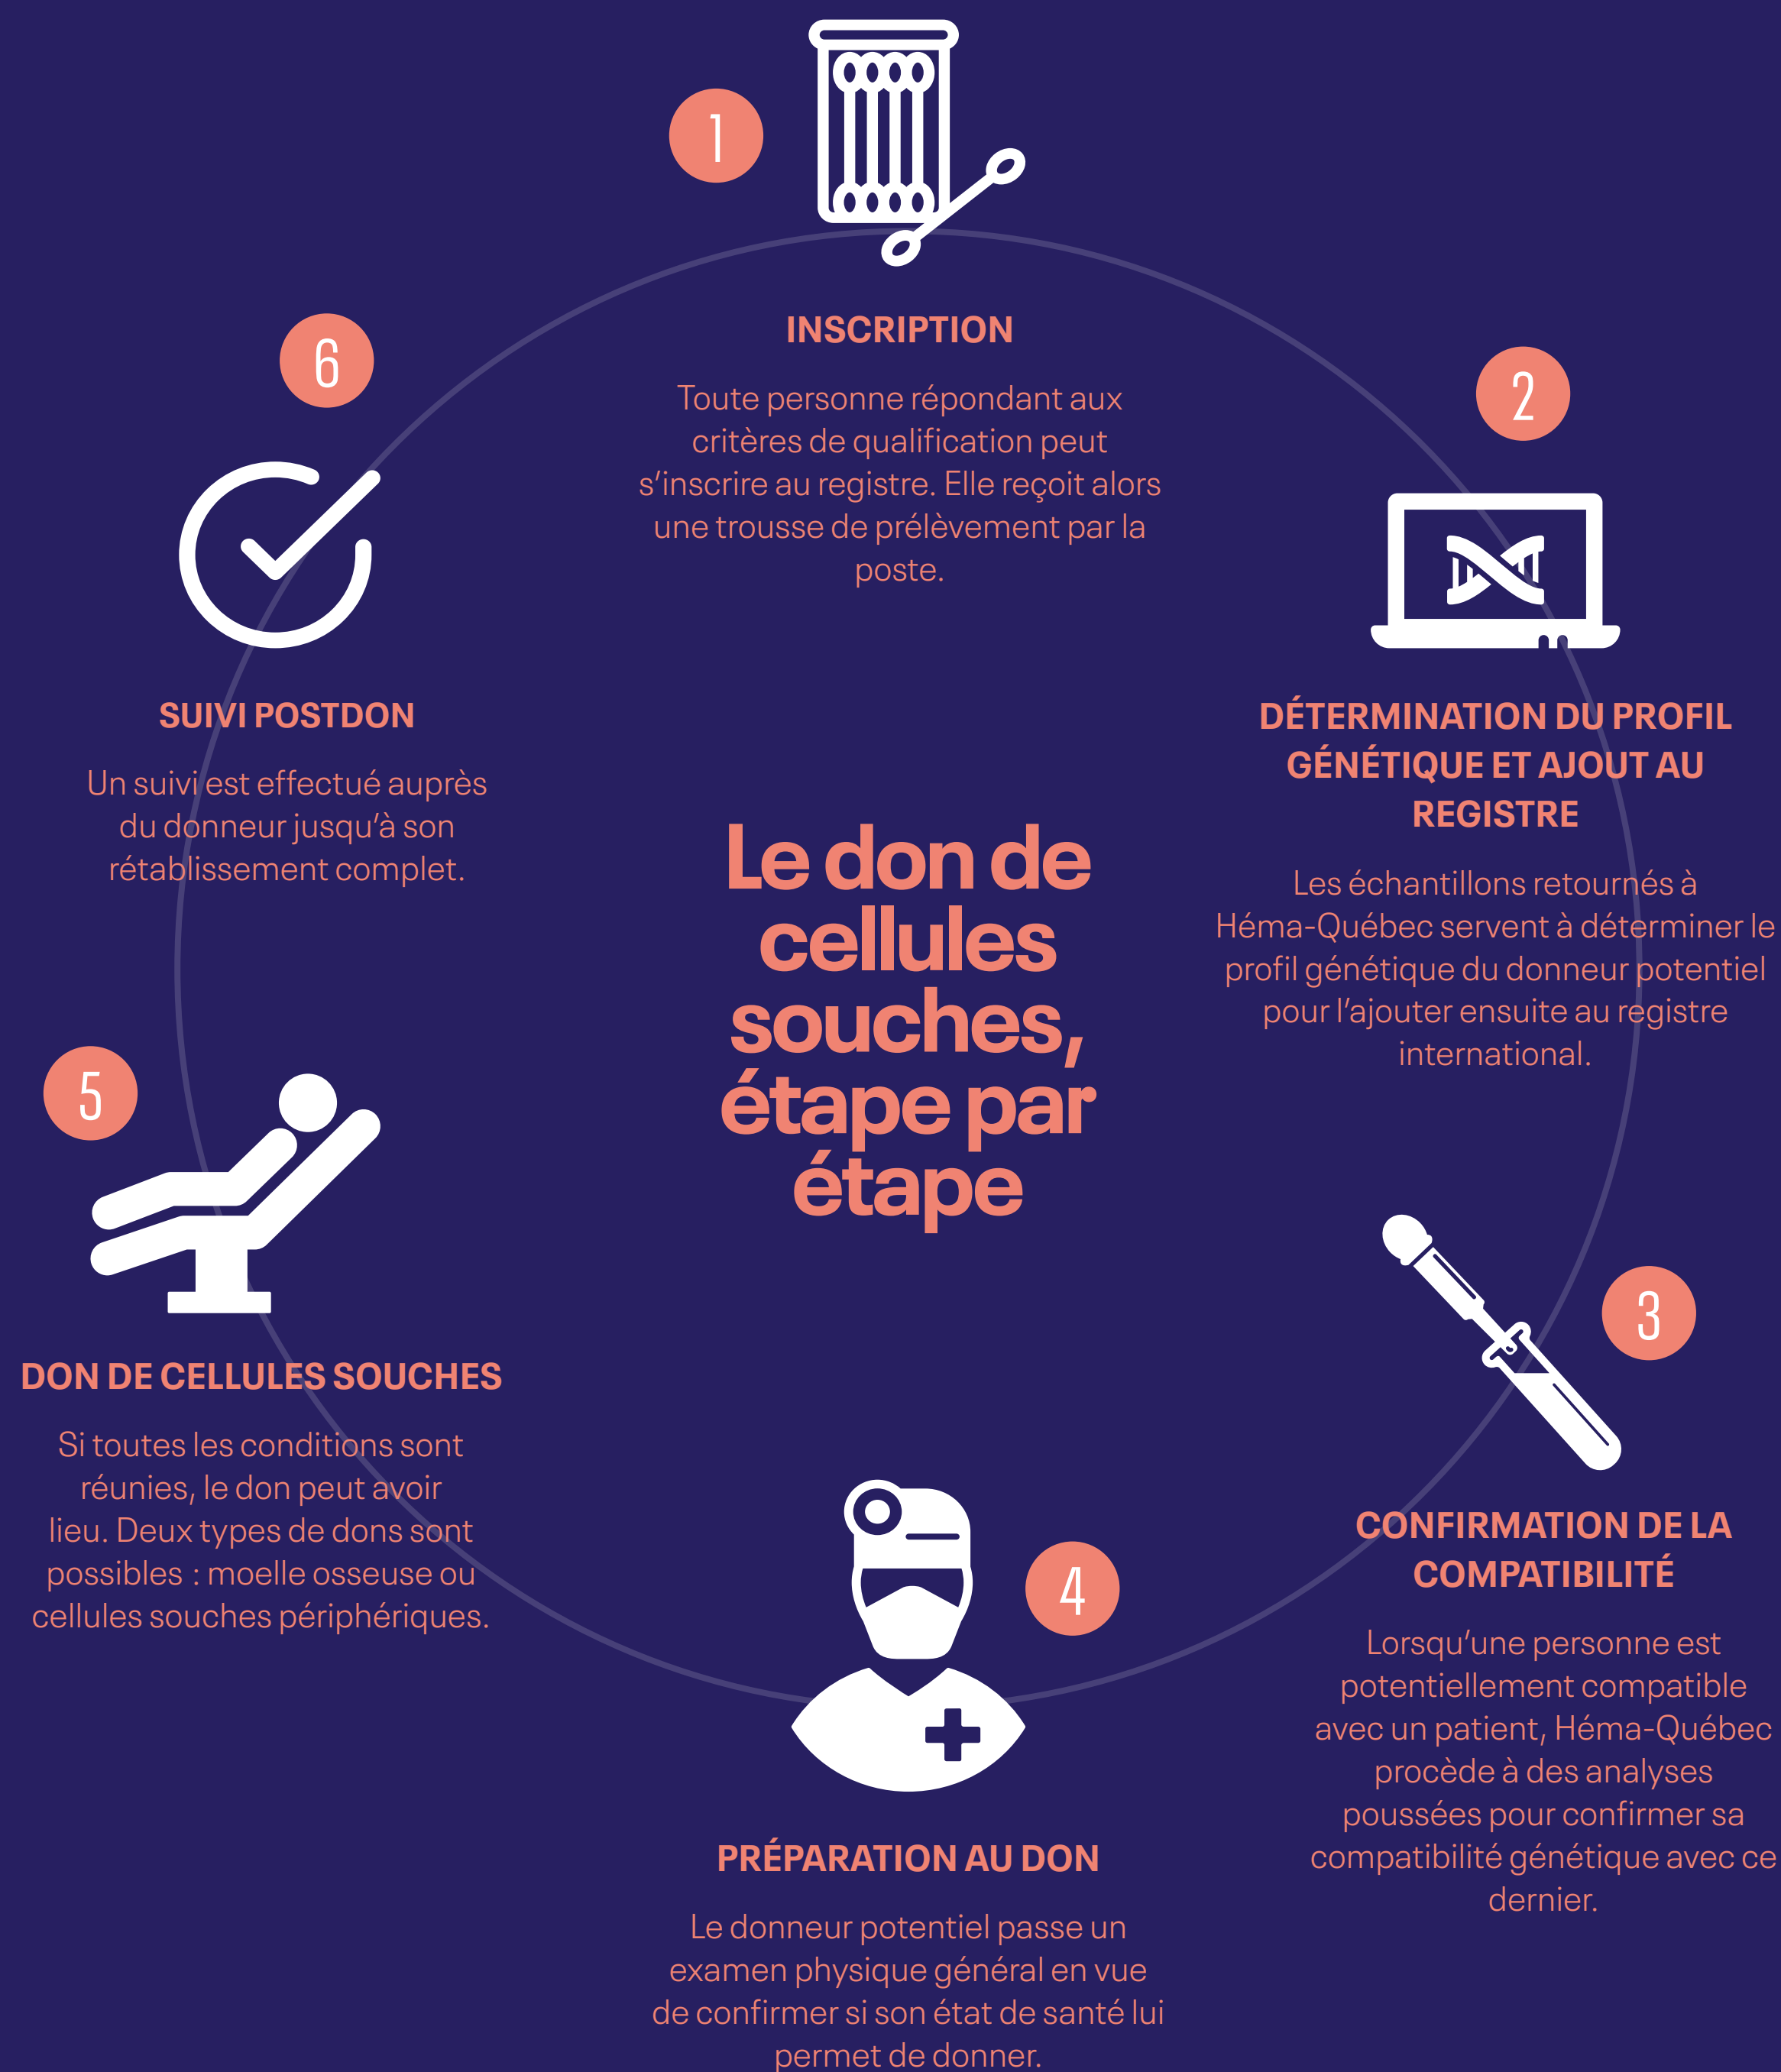 Le don de
cellules
souches,
étape par
étape
1
INSCRIPTION
Toute personne répondant aux
critères de qualification peut
s’inscrire au registre. Elle reçoit alors
une trousse de prélèvement par la
poste.
2
DÉTERMINATION DU PROFIL
GÉNÉTIQUE ET AJOUT AU
REGISTRE
Les échantillons retournés à
Héma-Québec servent à déterminer le
profil génétique du donneur potentiel
pour l’ajouter ensuite au registre
international.
3
CONFIRMATION DE LA
COMPATIBILITÉ
Lorsqu’une personne est
potentiellement compatible
avec un patient, Héma-Québec
procède à des analyses
poussées pour confirmer sa
compatibilité génétique avec ce
dernier.
4
PRÉPARATION AU DON
Le donneur potentiel passe un
examen physique général en vue
de confirmer si son état de santé lui
permet de donner.
5
DON DE CELLULES SOUCHES
Si toutes les conditions sont
réunies, le don peut avoir
lieu. Deux types de dons sont
possibles : moelle osseuse ou
cellules souches périphériques.
6
SUIVI POSTDON
Un suivi est effectué auprès
du donneur jusqu’à son
rétablissement complet.